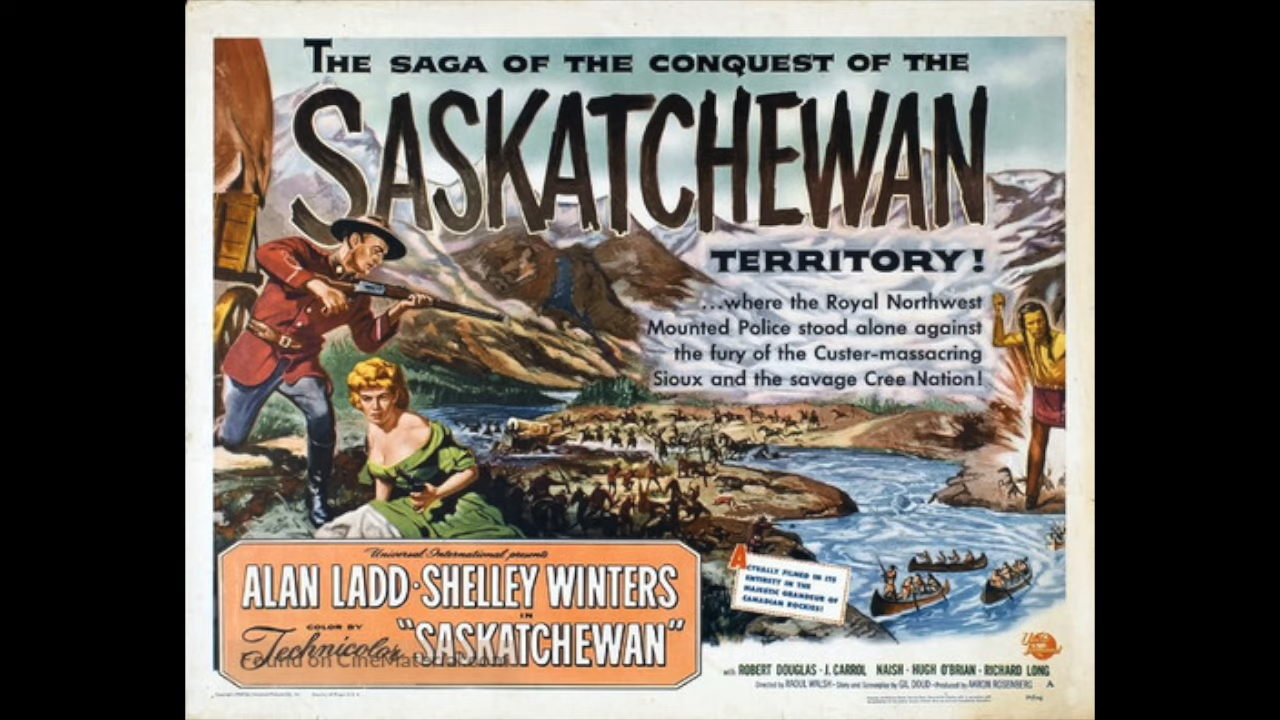 THE SAGA OF THE CONQUEST OF THE
SASKATCHEWAN
TERRITORY!
...where the Royal Northwest
Mounted Police stood alone against
the fury of the Custer-massacring
Sioux and the savage Cree Nation!
Universal International presents
ALAN LADD · SHELLEY WINTERS
IN
COLOR BY
Technicolor "SASKATCHEWAN"
Found on CineMaterial.com
ACTUALLY FILMED IN ITS
ENTIRETY IN THE
MAJESTIC GRANDEUR OF
CANADIAN ROCKIES!
with ROBERT DOUGLAS · J. CARROL NAISH · HUGH O'BRIAN · RICHARD LONG
Directed by RAOUL WALSH · Story and Screenplay by GIL DOUD · Produced by AARON ROSENBERG A